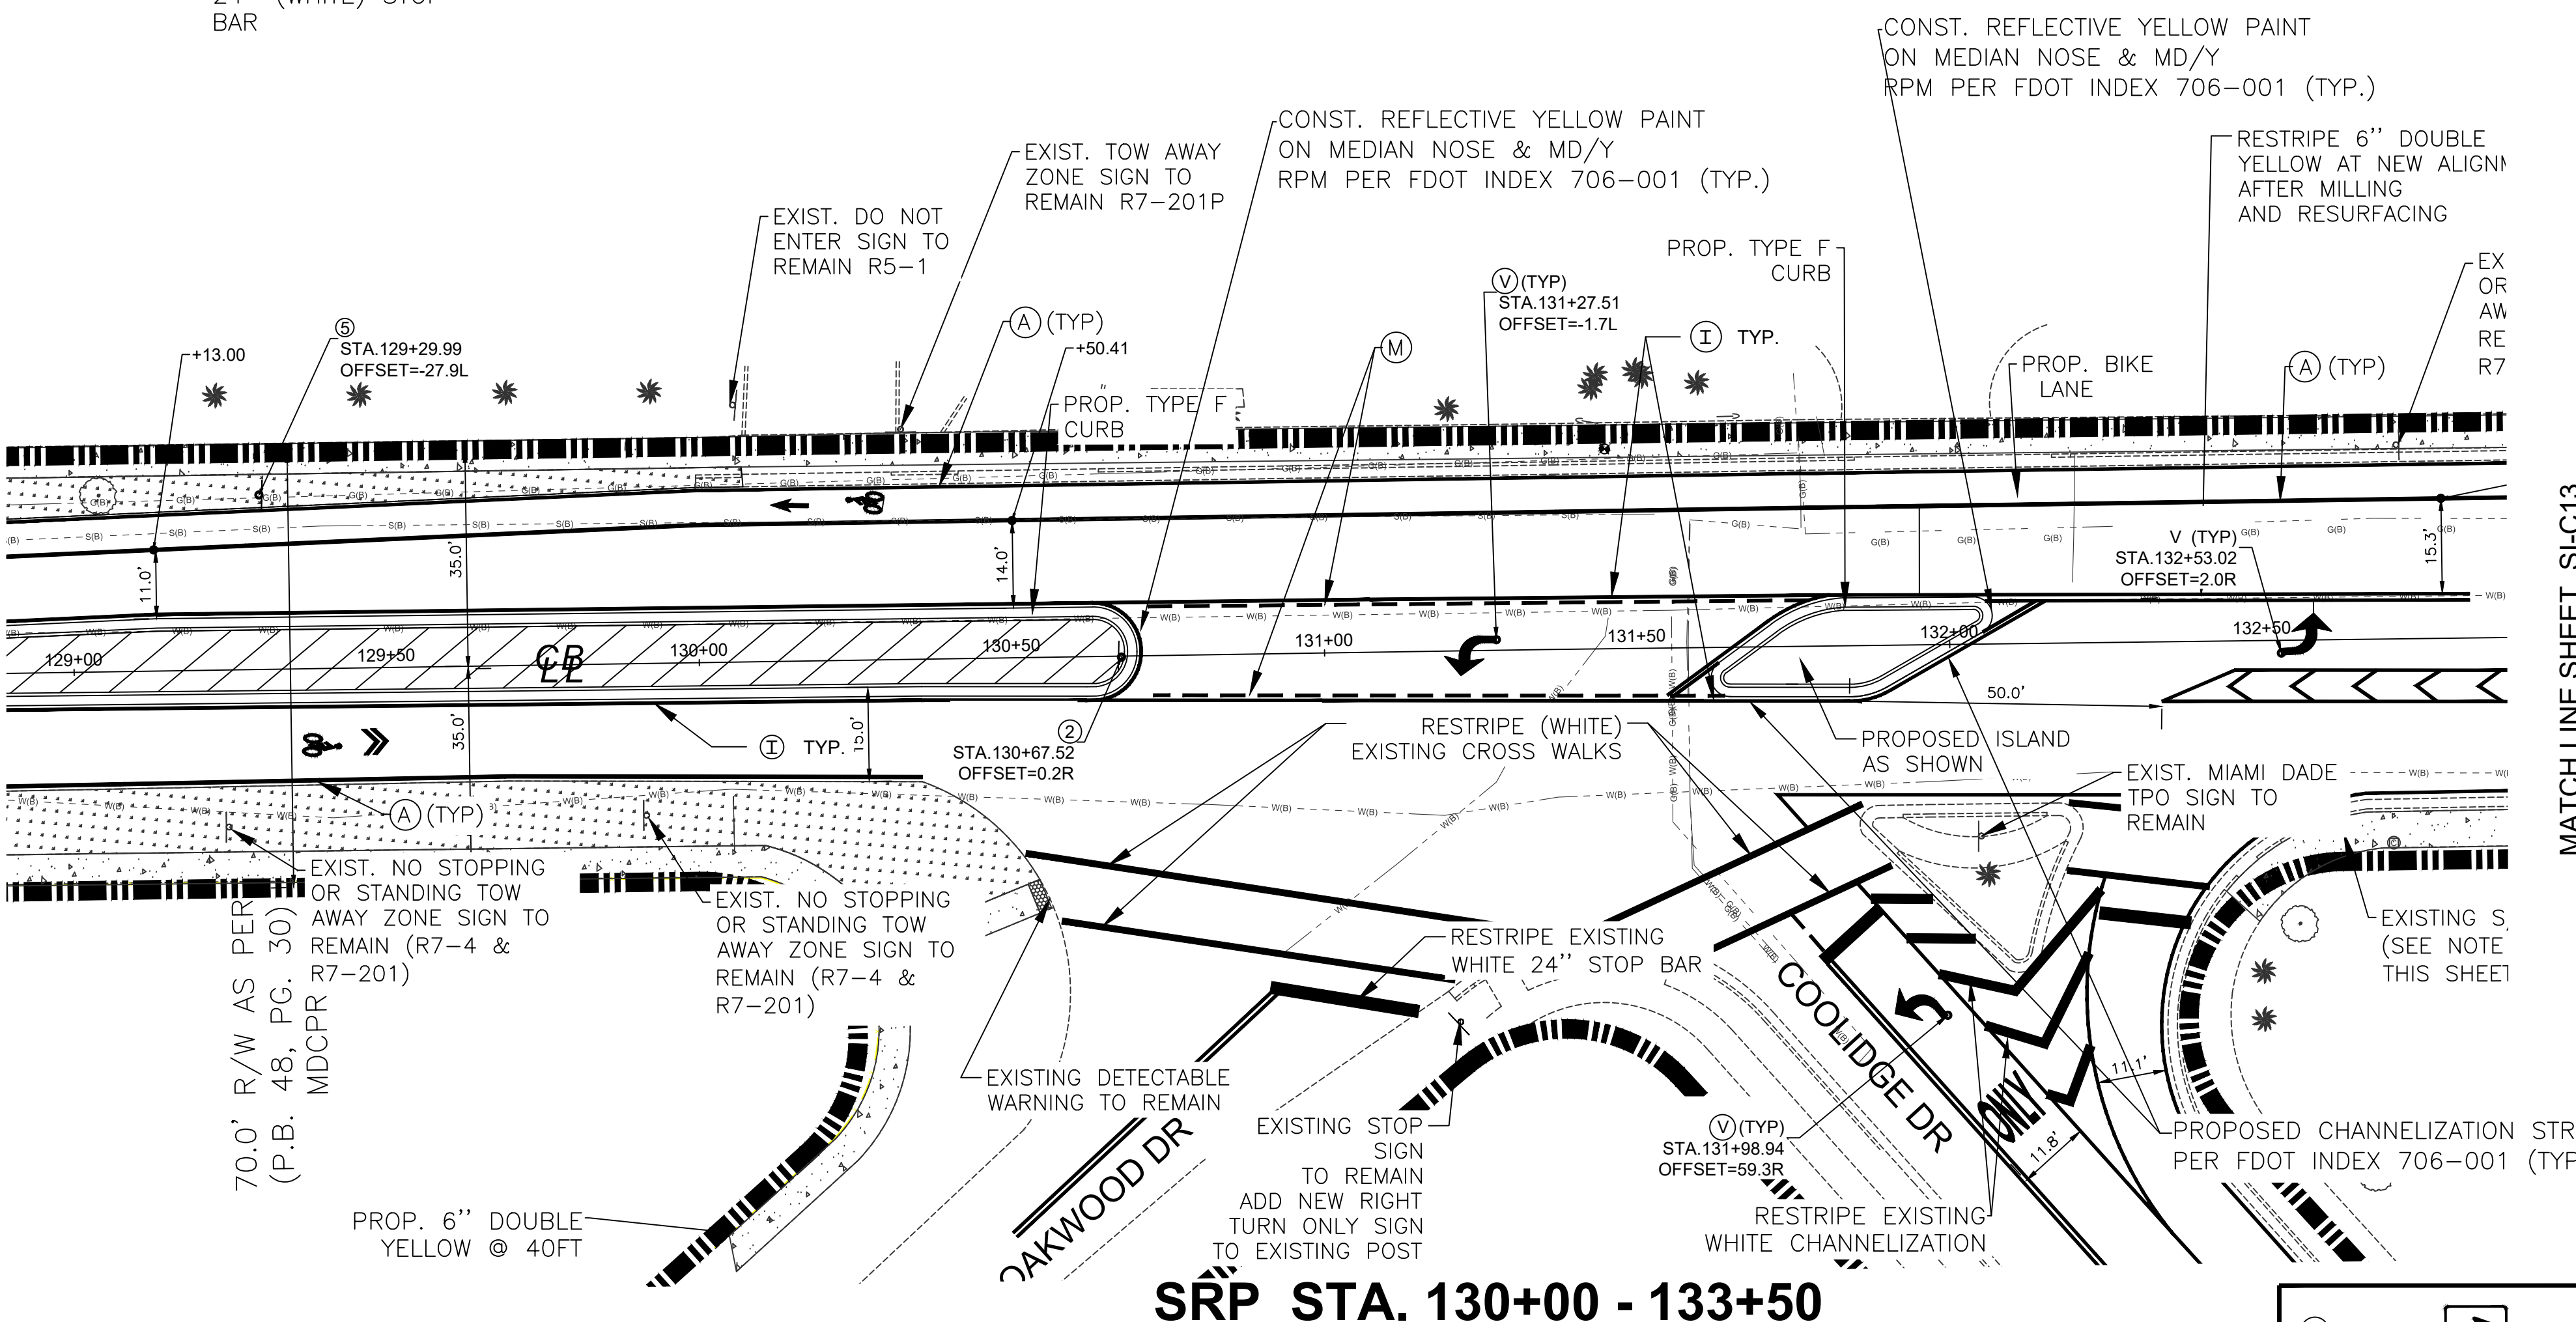 BAR
CONST. REFLECTIVE YELLOW PAINT
ON MEDIAN NOSE & MD/Y
RPM PER FDOT INDEX 706-001 (TYP.)
CONST. REFLECTIVE YELLOW PAINT
ON MEDIAN NOSE & MD/Y
RPM PER FDOT INDEX 706-001 (TYP.)
EXIST. TOW AWAY
ZONE SIGN TO
REMAIN R7-201P
RESTRIPE 6'' DOUBLE
YELLOW AT NEW
AFTER MILLING
AND RESURFACING
EXIST. DO NOT
ENTER SIGN TO
REMAIN R5-1
PROP. TYPE F
CURB
V (TYP)
STA.131+27.51
OFFSET=-1.7L
5
STA.129+29.99
OFFSET=-27.9L
+13.00
A (TYP)
+50.41
M
I TYP.
PROP. BIKE
LANE
A (TYP)
EX
OR
AW
RE
R7
PROP. TYPE F
CURB
11.0'
35.0'
14.0'
V (TYP)
STA.132+53.02
OFFSET=2.0R
15.3'
MATCH LINE SHEET SI-C13
129+00
129+50
130+00
130+50
131+00
131+50
132+00
132+50
CB
LL
35.0'
I TYP.
15.0'
2
STA.130+67.52
OFFSET=0.2R
RESTRIPE (WHITE)
EXISTING CROSS WALKS
50.0'
PROPOSED ISLAND
AS SHOWN
EXIST. MIAMI DADE
TPO SIGN TO
REMAIN
A (TYP)
EXIST. NO STOPPING
OR STANDING TOW
AWAY ZONE SIGN TO
REMAIN (R7-4 &
R7-201)
EXIST. NO STOPPING
OR STANDING TOW
AWAY ZONE SIGN TO
REMAIN (R7-4 &
R7-201)
70.0' R/W AS PER
(P.B. 48, PG. 30)
MDCPR
RESTRIPE EXISTING
WHITE 24'' STOP BAR
EXISTING
(SEE NOTE
THIS SHEET
COOLIDGE DR
ONLY
11.1'
11.8'
EXISTING DETECTABLE
WARNING TO REMAIN
OAKWOOD DR
EXISTING STOP
SIGN
TO REMAIN
ADD NEW RIGHT
TURN ONLY SIGN
TO EXISTING POST
V (TYP)
STA.131+98.94
OFFSET=59.3R
PROPOSED CHANNELIZATION STR
PER FDOT INDEX 706-001 (TYP
RESTRIPE EXISTING
WHITE CHANNELIZATION
PROP. 6'' DOUBLE
YELLOW @ 40FT
SRP STA. 130+00 - 133+50